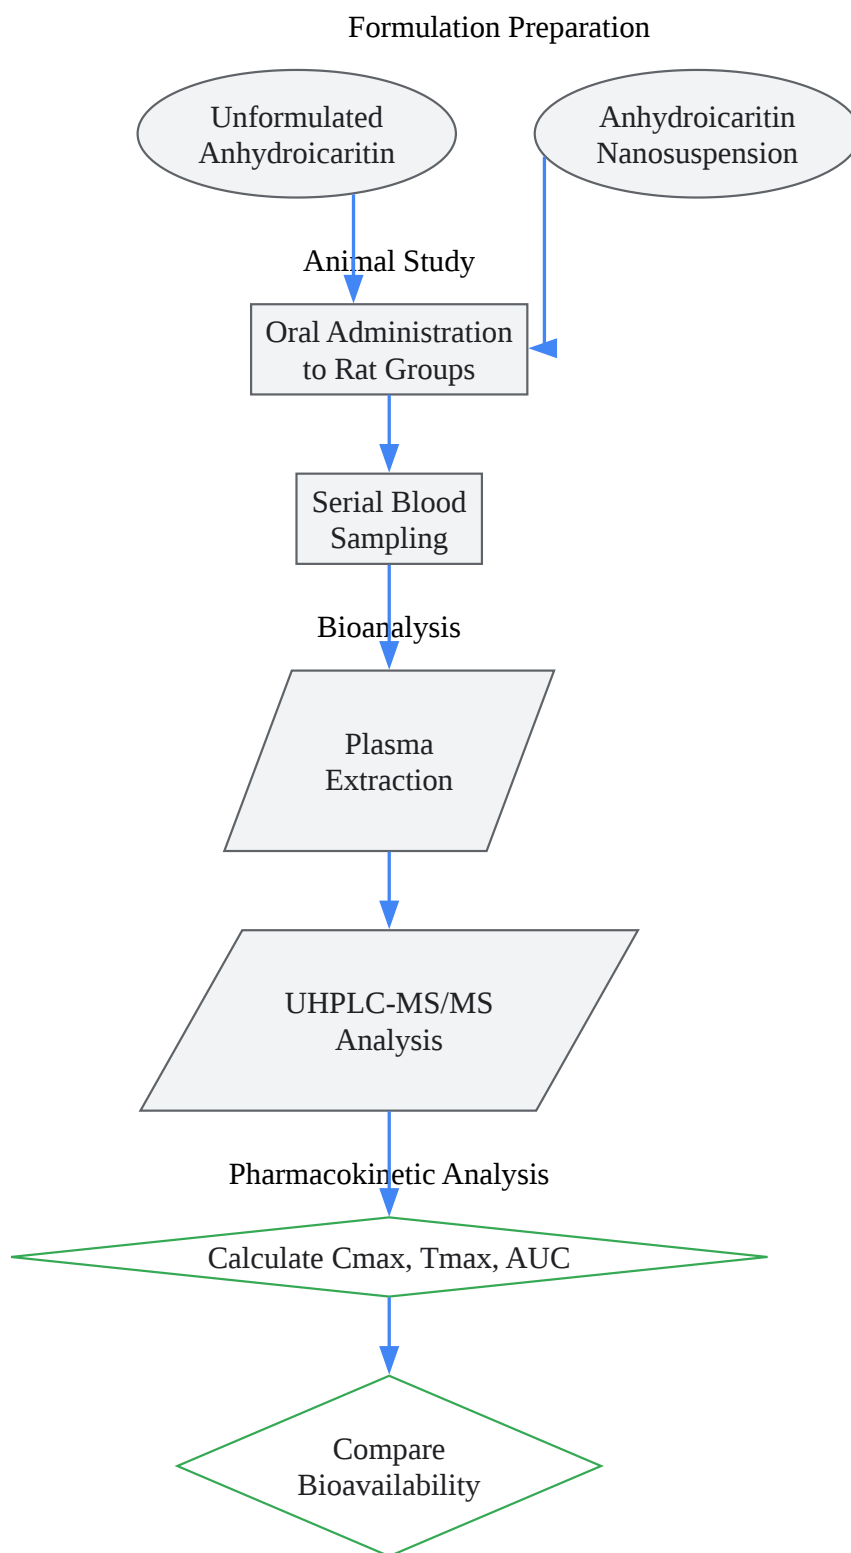 Formulation Preparation
Unformulated
Anhydroicaritin
Anhydroicaritin
Nanosuspension
Animal Study
Oral Administration
to Rat Groups
Serial Blood
Sampling
Bioanalysis
Plasma
Extraction
UHPLC-MS/MS
Analysis
Pharmacokinetic Analysis
Calculate Cmax, Tmax, AUC
Compare
Bioavailability